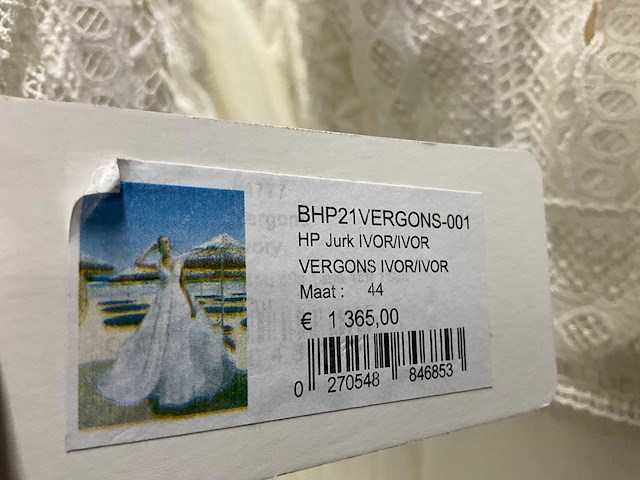 BHP21VERGONS-001
HP Jurk IVOR/IVOR
VERGONS IVOR/IVOR
Maat : 44
€ 1 365,00
0 270548 846853